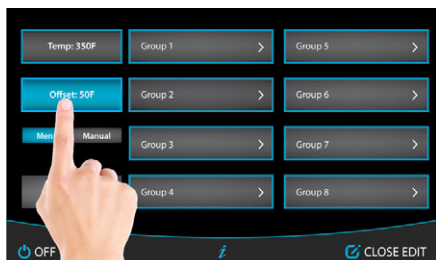 Temp: 350F
Group 1
Group 5
Offset: 50F
Group 2
Group 6
Manual
Group 3
Group 7
Group 4
Group 8
OFF
i
CLOSE EDIT